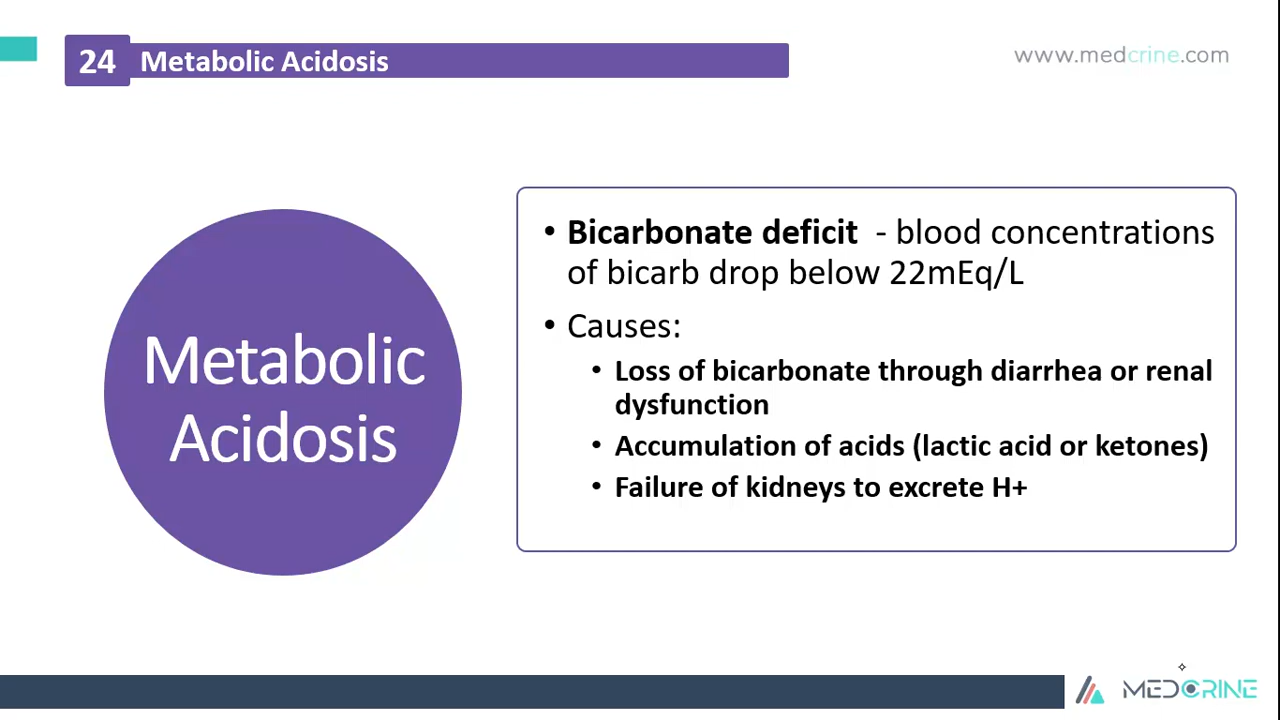 24 Metabolic Acidosis
www.medcrine.com
Metabolic
Acidosis
• Bicarbonate deficit - blood concentrations
of bicarb drop below 22mEq/L
• Causes:
• Loss of bicarbonate through diarrhea or renal
dysfunction
• Accumulation of acids (lactic acid or ketones)
• Failure of kidneys to excrete H+
MEDCRINE